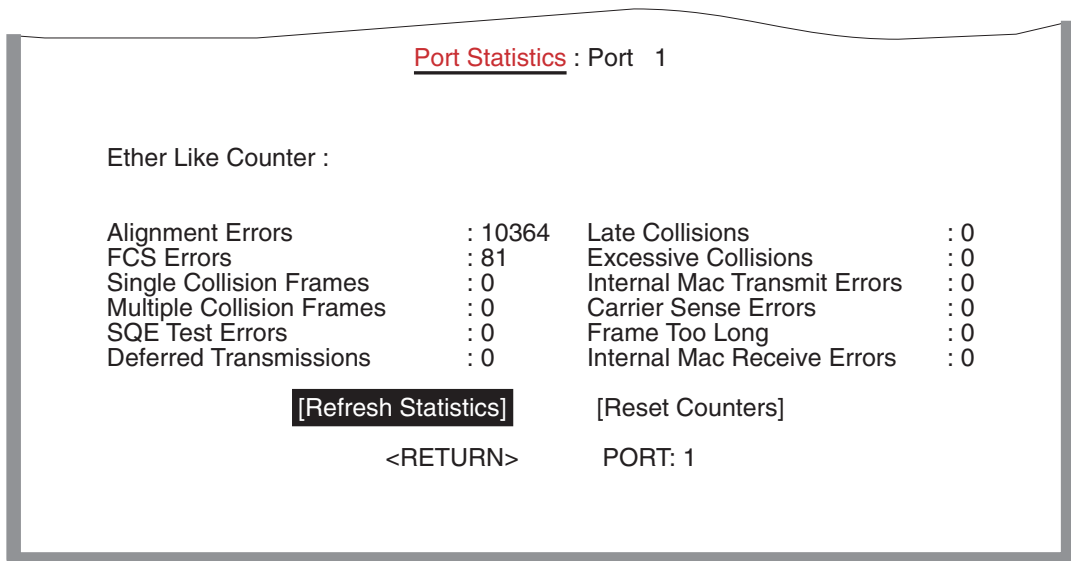 Port Statistics : Port 1
Ether Like Counter :
Alignment Errors : 10364 Late Collisions : 0
FCS Errors : 81 Excessive Collisions : 0
Single Collision Frames : 0 Internal Mac Transmit Errors : 0
Multiple Collision Frames : 0 Carrier Sense Errors : 0
SQE Test Errors : 0 Frame Too Long : 0
Deferred Transmissions : 0 Internal Mac Receive Errors : 0
[Refresh Statistics] [Reset Counters]
<RETURN> PORT: 1